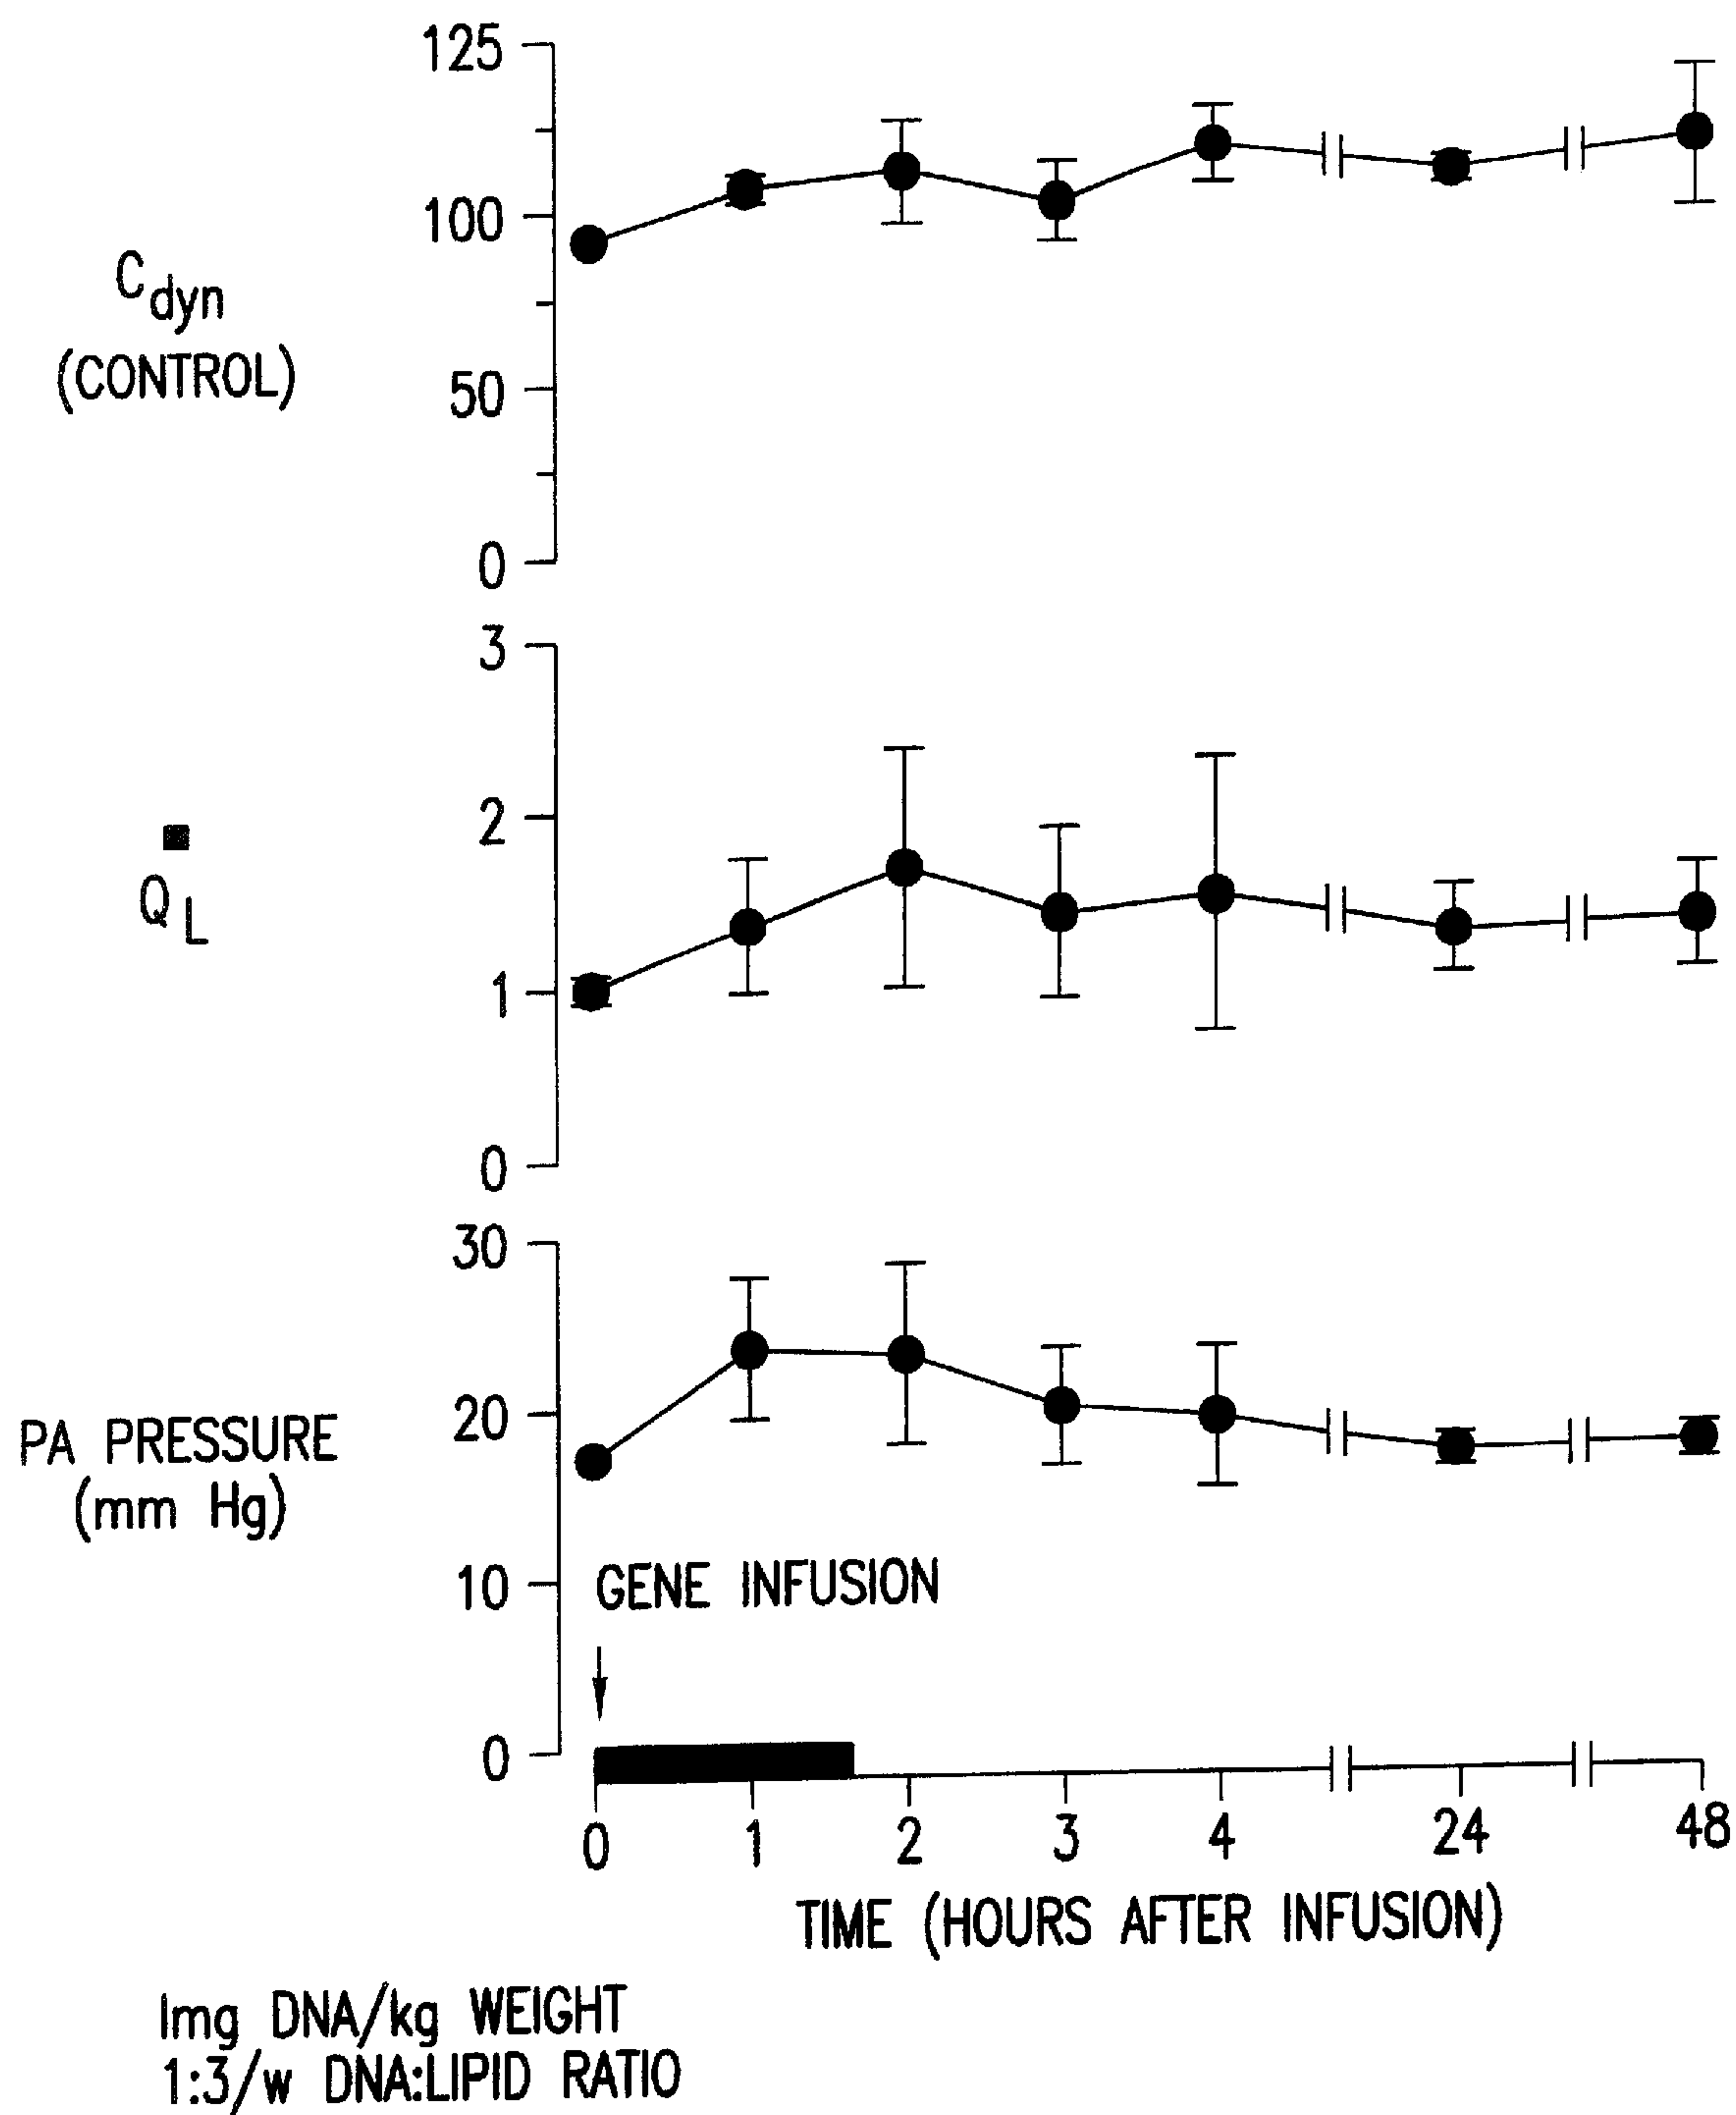 125
100
50
0
C dyn
(CONTROL)
3
2
1
0
Q L
30
20
10
0
PA PRESSURE
(mm Hg)
GENE INFUSION
0 1 2 3 4 24 48
TIME (HOURS AFTER INFUSION)
Img DNA/kg WEIGHT
1:3/w DNA:LIPID RATIO